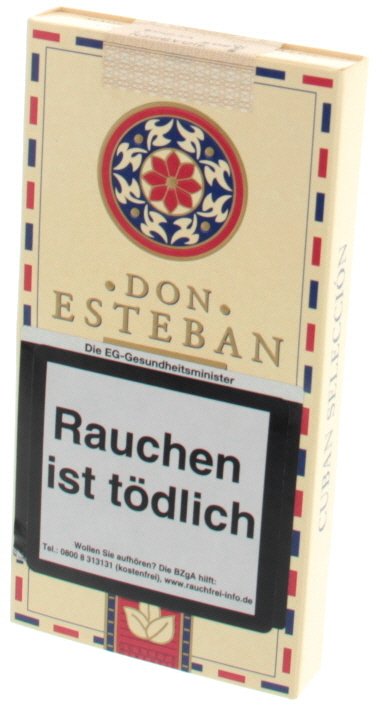 ·DON·
ESTEBAN
Die EG-Gesundheitsminister
Rauchen
ist tödlich
Wollen Sie aufhören? Die BZgA hilft:
Tel.: 0800 8 313131 (kostenfrei), www.rauchfrei-info.de
CUBAN SELECCIÓN